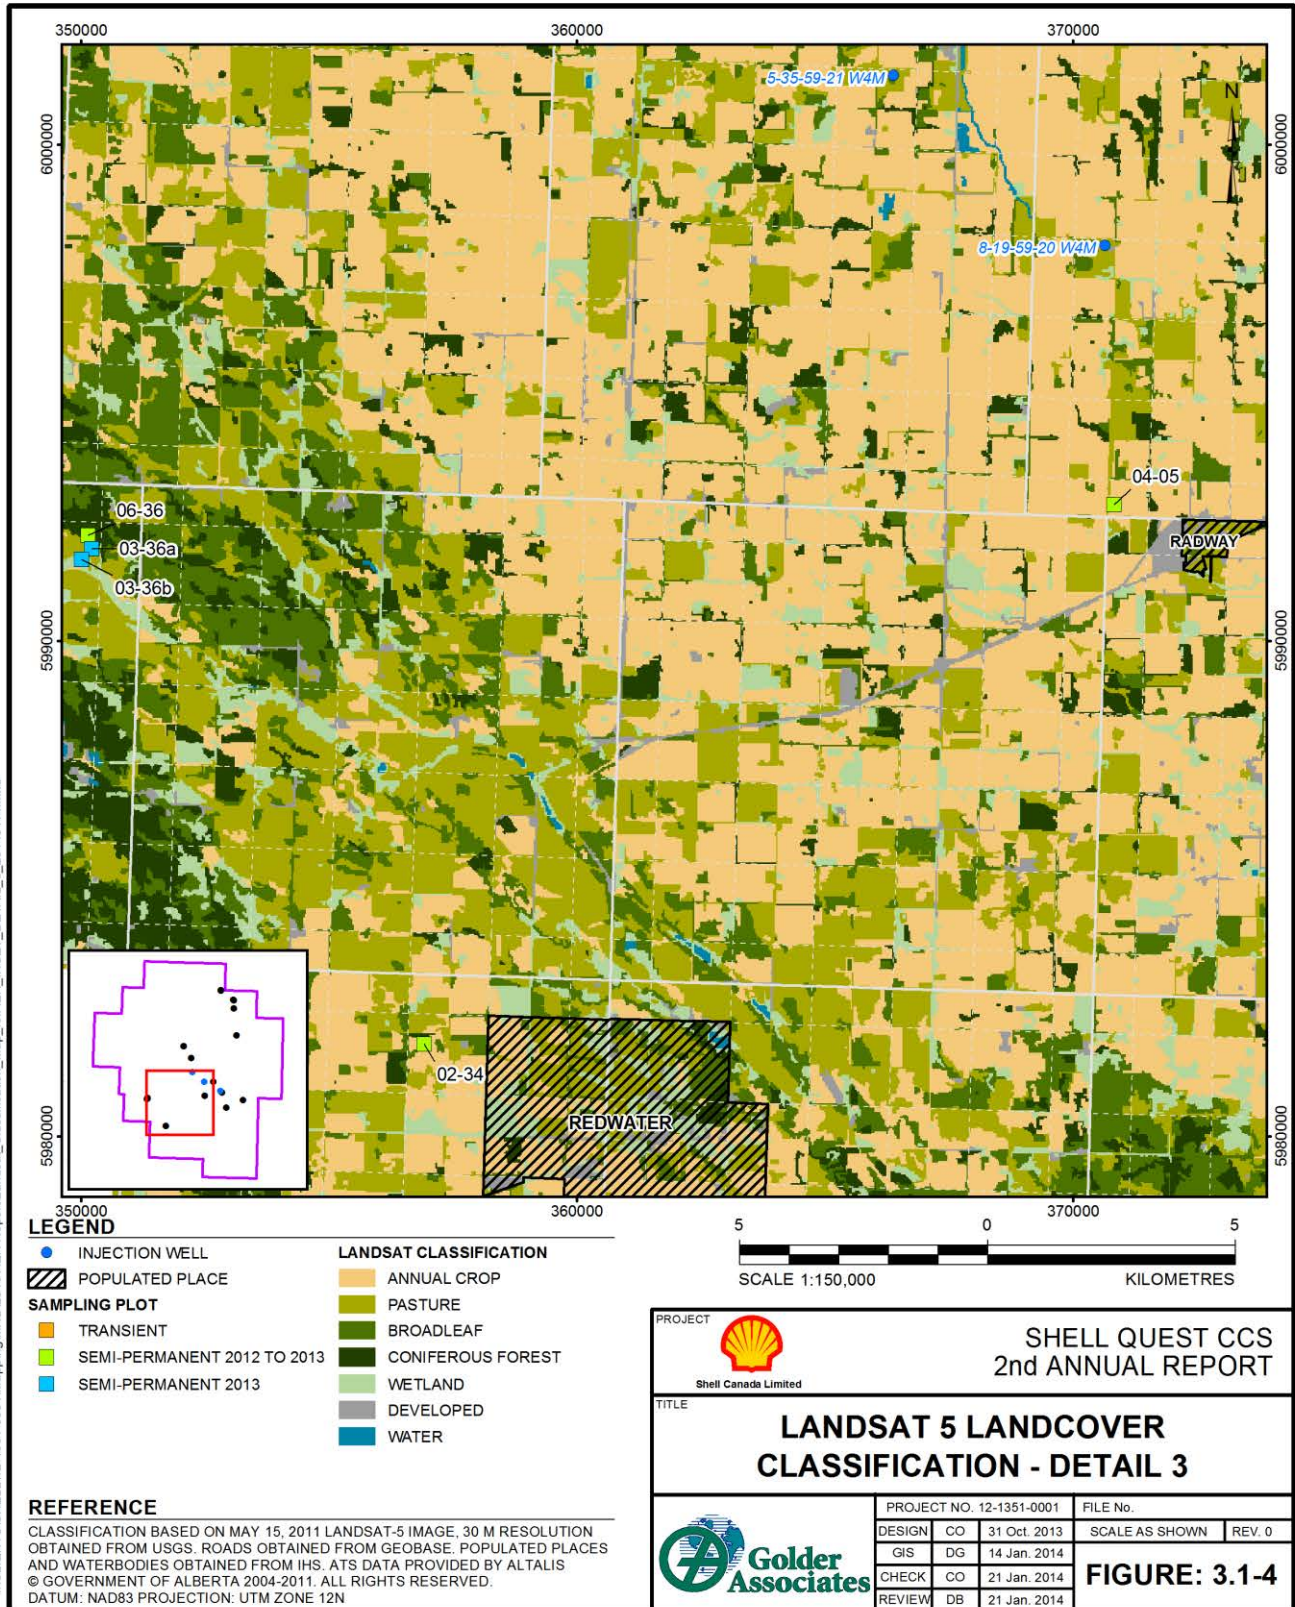 350000
360000
370000
5-35-59-21 W4M
N
6000000
6000000
8-19-59-20 W4M
04-05
06-36
RADWAY
03-36a
03-36b
5990000
5990000
02-34
REDWATER
5980000
5980000
350000
360000
370000
LEGEND
INJECTION WELL
POPULATED PLACE
SAMPLING PLOT
TRANSIENT
SEMI-PERMANENT 2012 TO 2013
SEMI-PERMANENT 2013
LANDSAT CLASSIFICATION
ANNUAL CROP
PASTURE
BROADLEAF
CONIFEROUS FOREST
WETLAND
DEVELOPED
WATER
5 0 5
SCALE 1:150,000 KILOMETRES
REFERENCE
CLASSIFICATION BASED ON MAY 15, 2011 LANDSAT-5 IMAGE, 30 M RESOLUTION
OBTAINED FROM USGS. ROADS OBTAINED FROM GEOBASE. POPULATED PLACES
AND WATERBODIES OBTAINED FROM IHS. ATS DATA PROVIDED BY ALTALIS
© GOVERNMENT OF ALBERTA 2004-2011. ALL RIGHTS RESERVED.
DATUM: NAD83 PROJECTION: UTM ZONE 12N
PROJECT
Shell Canada Limited
SHELL QUEST CCS
2nd ANNUAL REPORT
TITLE
LANDSAT 5 LANDCOVER
CLASSIFICATION - DETAIL 3
Golder
Associates
PROJECT NO. 12-1351-0001 FILE No.
DESIGN CO 31 Oct. 2013 SCALE AS SHOWN REV. 0
GIS DG 14 Jan. 2014
CHECK CO 21 Jan. 2014
REVIEW DB 21 Jan. 2014
FIGURE: 3.1-4